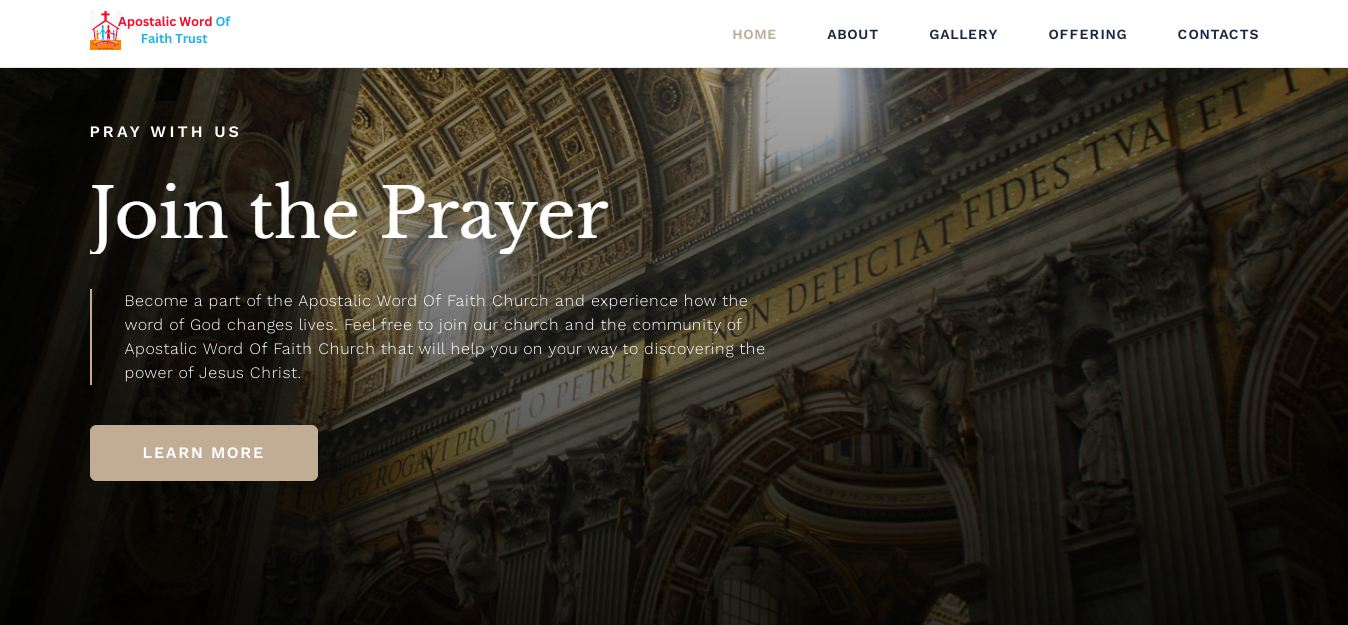 Apostalic Word Of
Faith Trust
HOME ABOUT GALLERY OFFERING CONTACTS
PRAY WITH US
Join the Prayer
Become a part of the Apostalic Word Of Faith Church and experience how the
word of God changes lives. Feel free to join our church and the community of
Apostalic Word Of Faith Church that will help you on your way to discovering the
power of Jesus Christ.
LEARN MORE
EGO ROGAVI PRO T O PETRE NON DEFICIAT FIDES TVA ET T